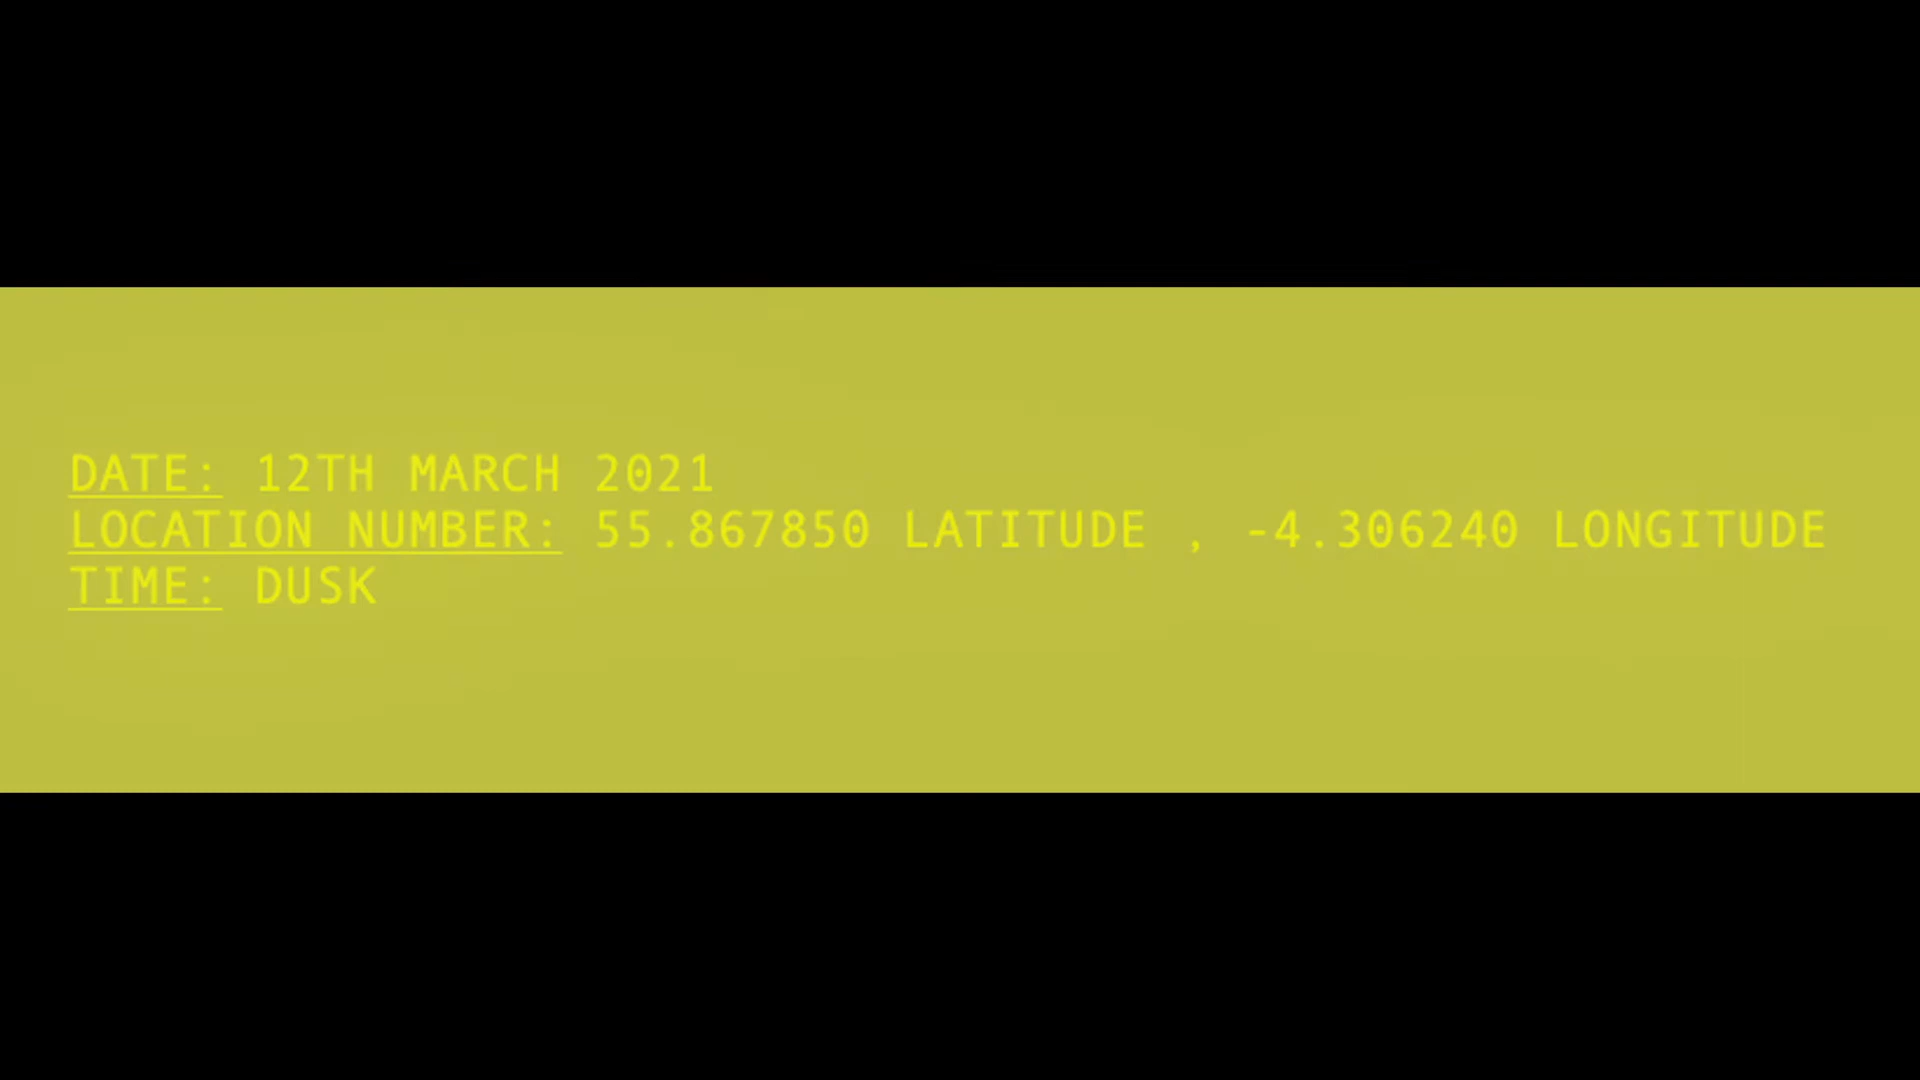 DATE: 12TH MARCH 2021
LOCATION NUMBER: 55.867850 LATITUDE , -4.306240 LONGITUDE
TIME: DUSK